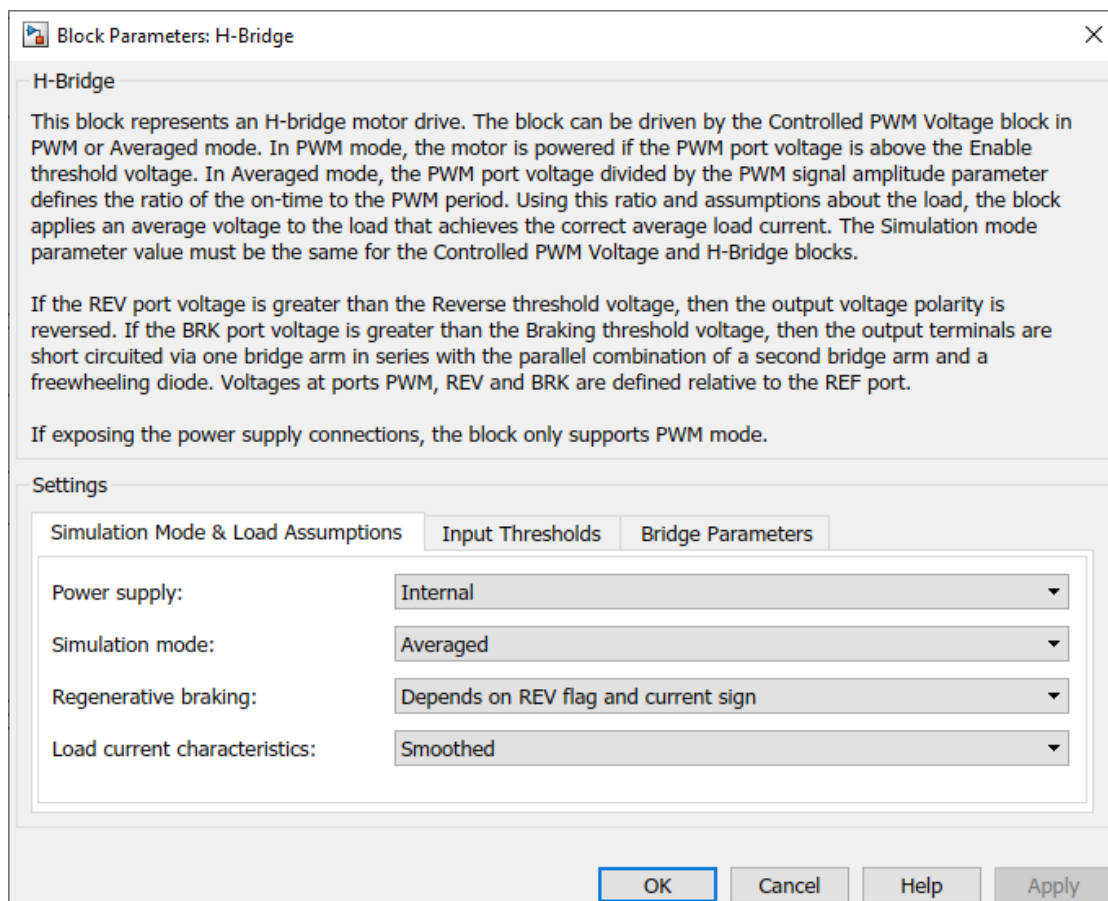 Block Parameters: H-Bridge
H-Bridge
This block represents an H-bridge motor drive. The block can be driven by the Controlled PWM Voltage block in
PWM or Averaged mode. In PWM mode, the motor is powered if the PWM port voltage is above the Enable
threshold voltage. In Averaged mode, the PWM port voltage divided by the PWM signal amplitude parameter
defines the ratio of the on-time to the PWM period. Using this ratio and assumptions about the load, the block
applies an average voltage to the load that achieves the correct average load current. The Simulation mode
parameter value must be the same for the Controlled PWM Voltage and H-Bridge blocks.
If the REV port voltage is greater than the Reverse threshold voltage, then the output voltage polarity is
reversed. If the BRK port voltage is greater than the Braking threshold voltage, then the output terminals are
short circuited via one bridge arm in series with the parallel combination of a second bridge arm and a
freewheeling diode. Voltages at ports PWM, REV and BRK are defined relative to the REF port.
If exposing the power supply connections, the block only supports PWM mode.
Settings
Simulation Mode & Load Assumptions Input Thresholds Bridge Parameters
Power supply: Internal
Simulation mode: Averaged
Regenerative braking: Depends on REV flag and current sign
Load current characteristics: Smoothed
OK Cancel Help Apply